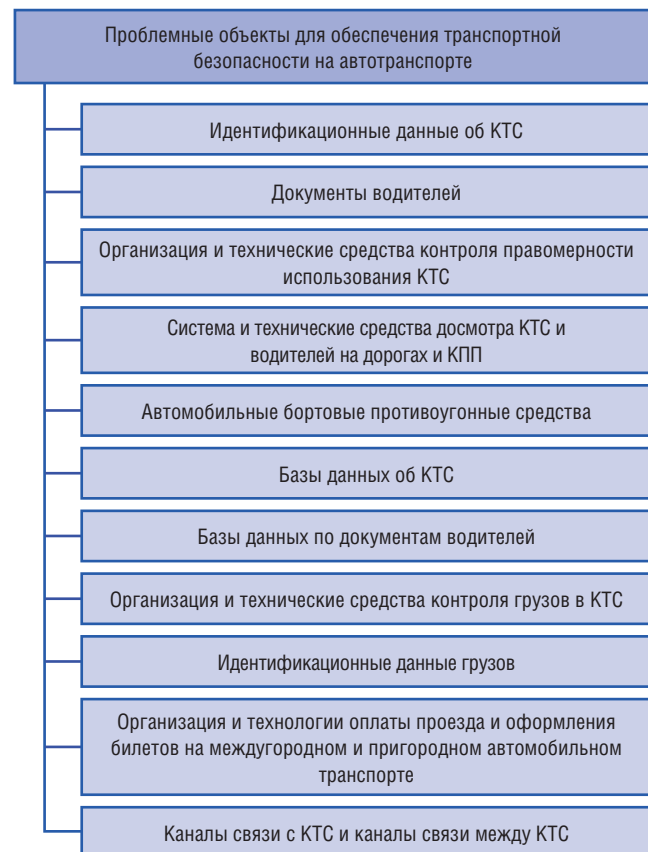 Проблемные объекты для обеспечения транспортной
безопасности на автотранспорте
Идентификационные данные об КТС
Документы водителей
Организация и технические средства контроля правомерности
использования КТС
Система и технические средства досмотра КТС и
водителей на дорогах и КПП
Автомобильные бортовые противоугонные средства
Базы данных об КТС
Базы данных по документам водителей
Организация и технические средства контроля грузов в КТС
Идентификационные данные грузов
Организация и технологии оплаты проезда и оформления
билетов на междугородном и пригородном автомобильном
транспорте
Каналы связи с КТС и каналы связи между КТС